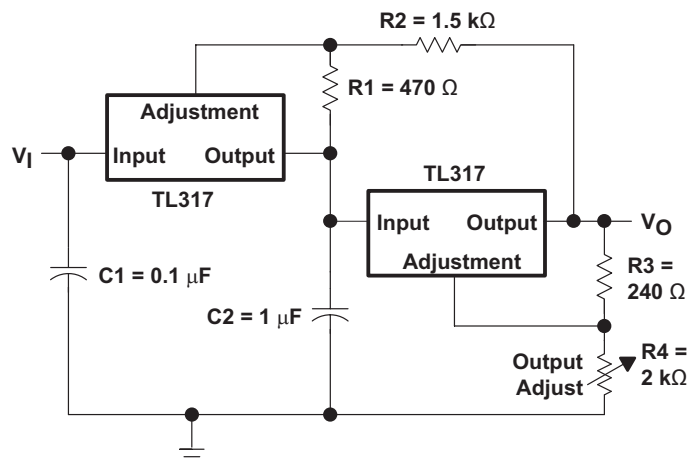 R2 = 1.5 kΩ
R1 = 470 Ω
Adjustment
VI
Input
Output
TL317
TL317
Input
Output
VO
Adjustment
C1 = 0.1 μF
R3 =
240 Ω
C2 = 1 μF
Output
Adjust
R4 =
2 kΩ